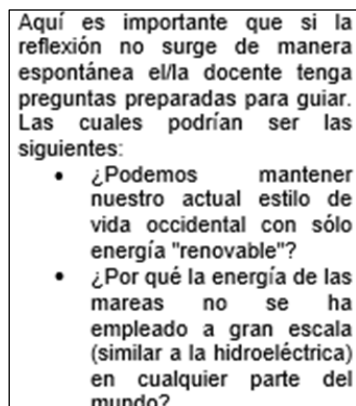 Aquí es importante que si la
reflexión no surge de manera
espontánea el/la docente tenga
preguntas preparadas para guiar.
Las cuales podrían ser las
siguientes:
• ¿Podemos mantener
nuestro actual estilo de
vida occidental con sólo
energía "renovable"?
• ¿Por qué la energía de las
mareas no se ha
empleado a gran escala
(similar a la hidroeléctrica)
en cualquier parte del
mundo?